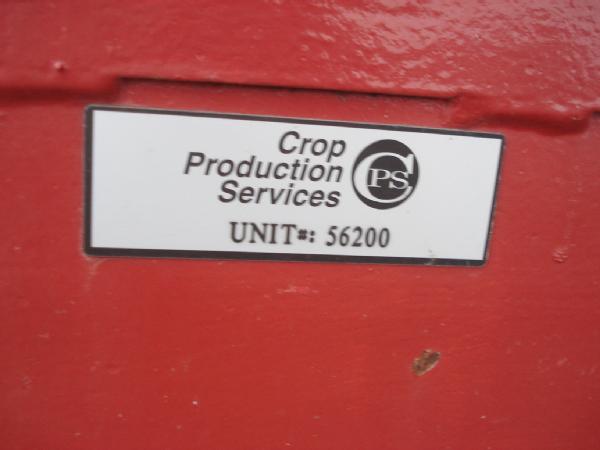 Crop
Production
Services
CPS
UNIT#: 56200